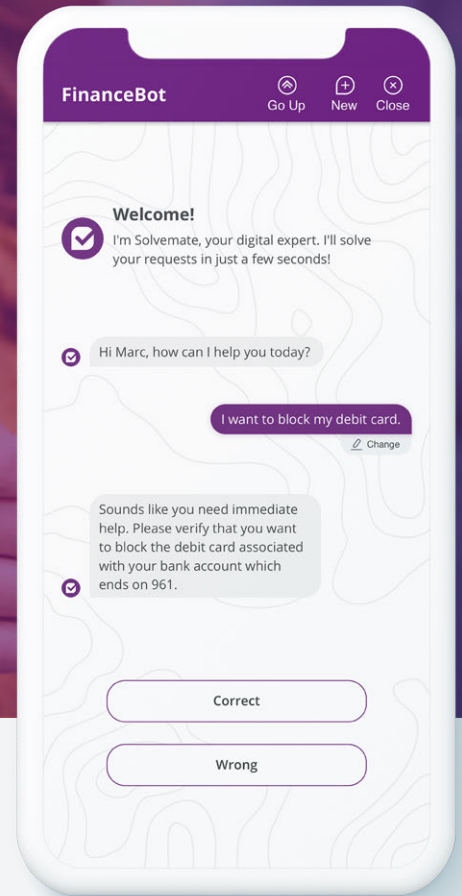 FinanceBot
Go Up
New
Close
Welcome!
I'm Solvemate, your digital expert. I'll solve
your requests in just a few seconds!
Hi Marc, how can I help you today?
I want to block my debit card.
Change
Sounds like you need immediate
help. Please verify that you want
to block the debit card associated
with your bank account which
ends on 961.
Correct
Wrong